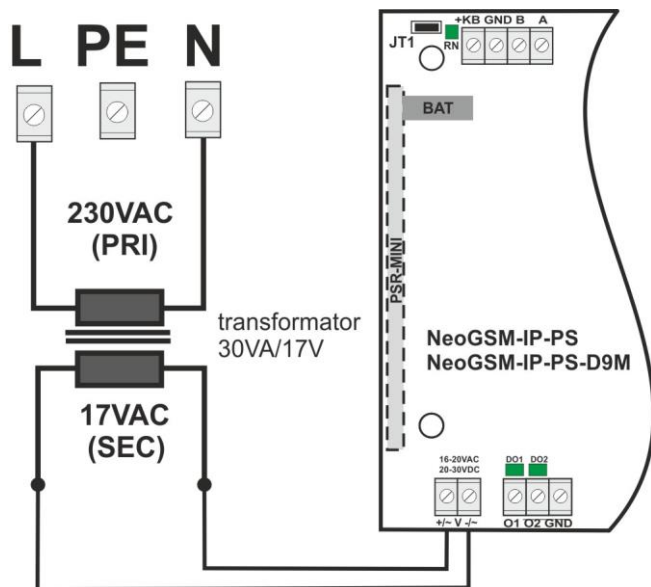 L PE N
230VAC
(PRI)
transformator
30VA/17V
17VAC
(SEC)
+KB GND B A
JT1
RN
BAT
PSR-MINI
NeoGSM-IP-PS
NeoGSM-IP-PS-D9M
16-20VAC
20-30VDC
DO1 DO2
+/~ V -/~
O1 O2 GND